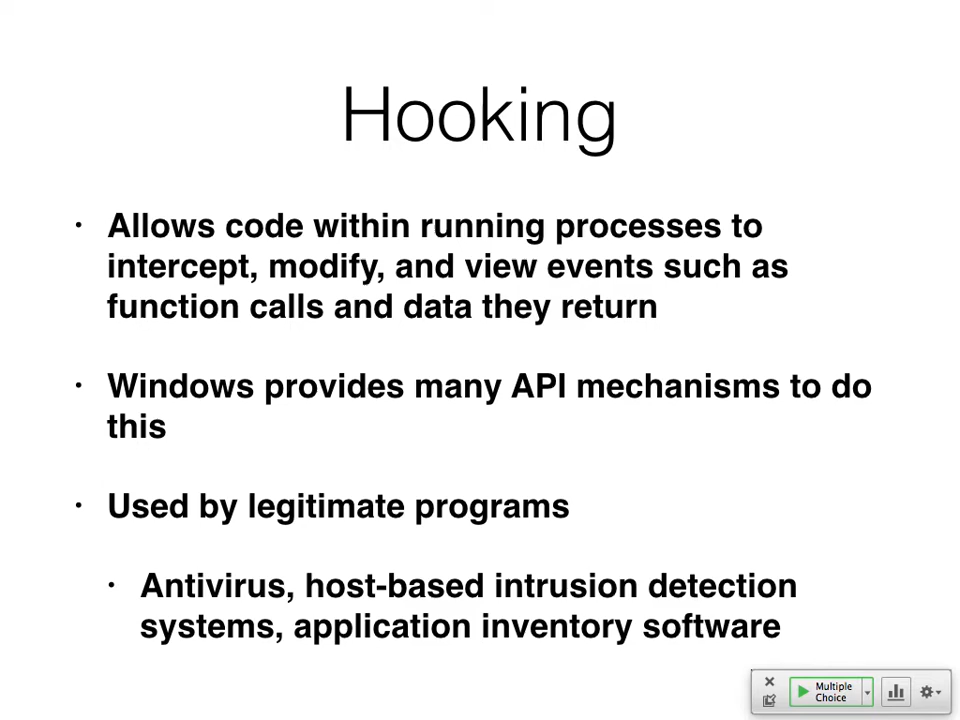 Hooking
• Allows code within running processes to
intercept, modify, and view events such as
function calls and data they return
• Windows provides many API mechanisms to do
this
• Used by legitimate programs
• Antivirus, host-based intrusion detection
systems, application inventory software
Multiple
Choice